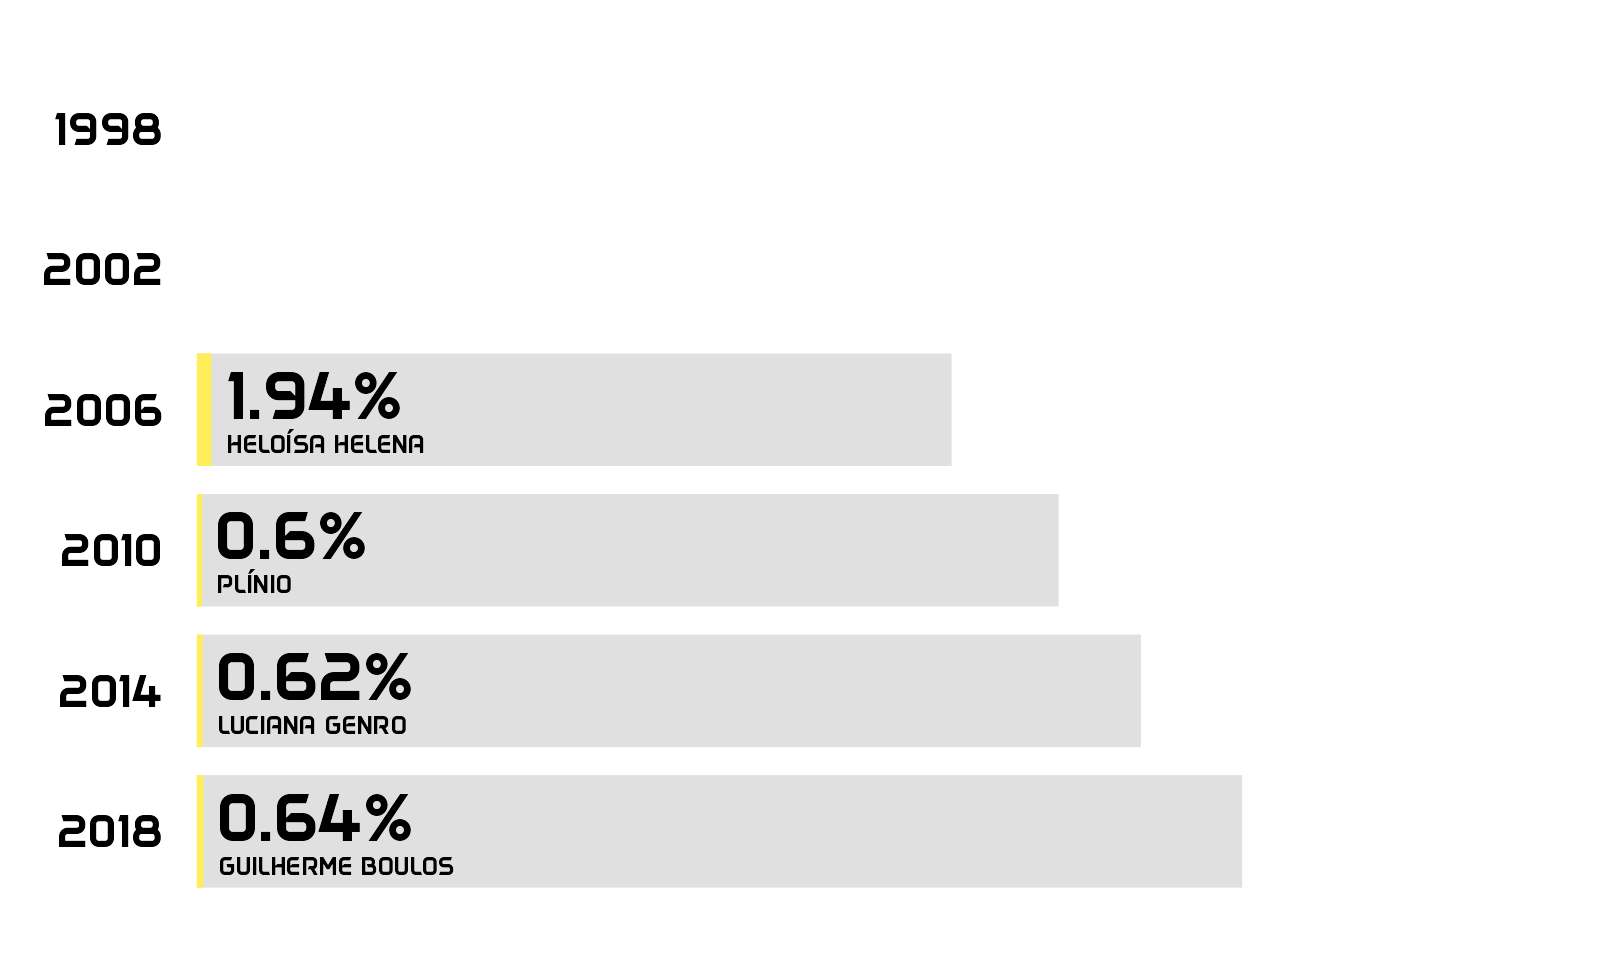 1998
2002
2006
1.94%
HELOÍSA HELENA
2010
0.6%
PLÍNIO
2014
0.62%
LUCIANA GENRO
2018
0.64%
GUILHERME BOULOS